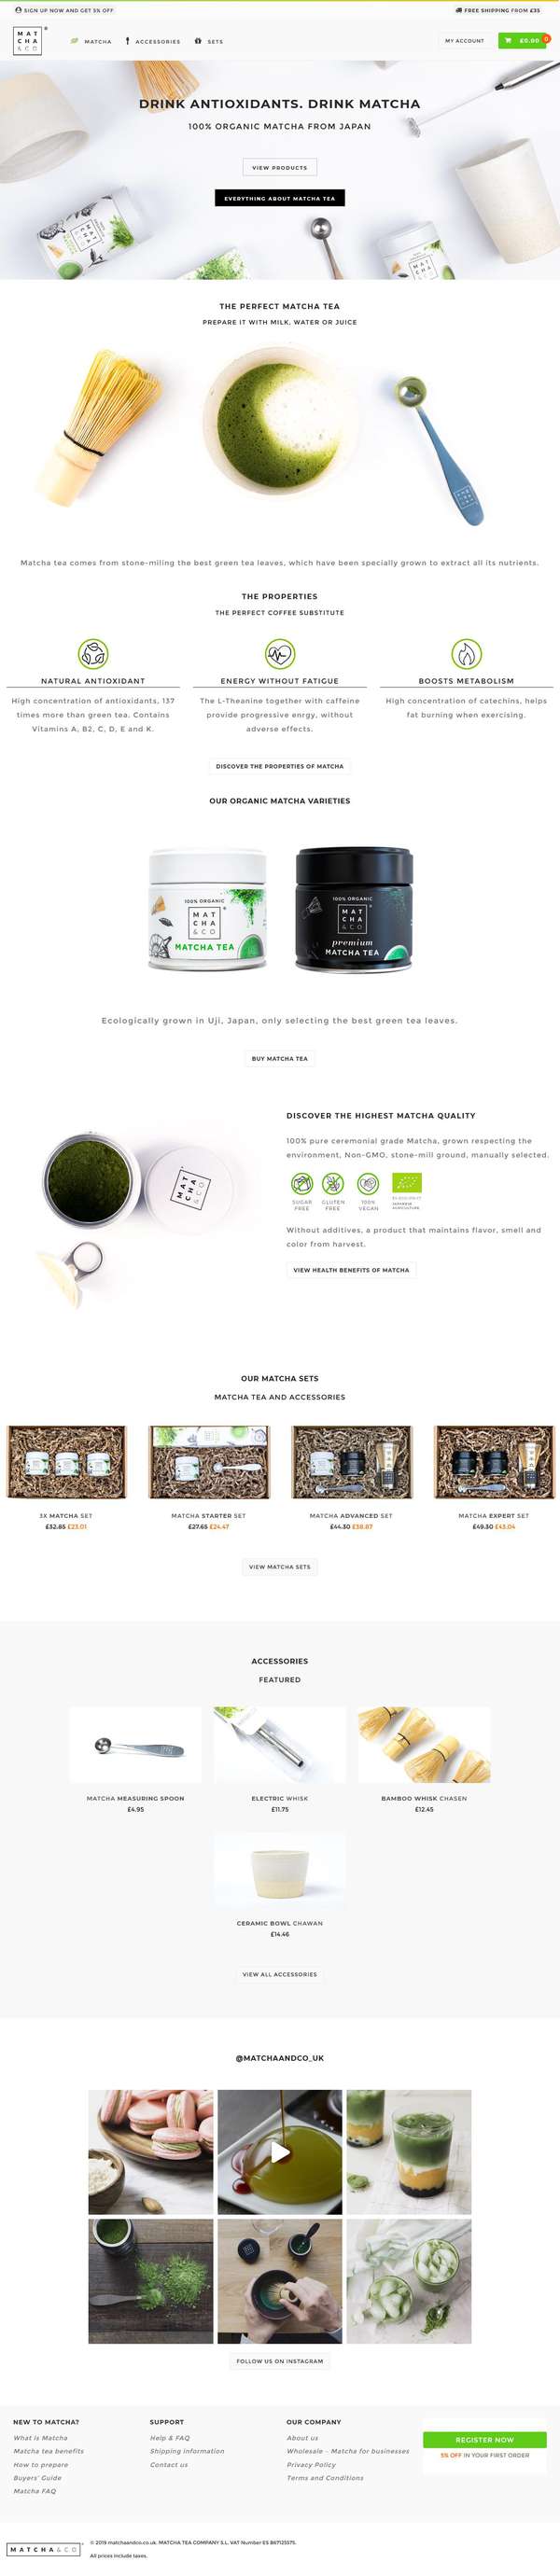 SIGN UP NOW AND GET 5% OFF
FREE SHIPPING FROM £35
MAT
CHA
& CO
MATCHA
ACCESSORIES
SETS
MY ACCOUNT
£0.00
0
DRINK ANTIOXIDANTS. DRINK MATCHA
100% ORGANIC MATCHA FROM JAPAN
VIEW PRODUCTS
EVERYTHING ABOUT MATCHA TEA
THE PERFECT MATCHA TEA
PREPARE IT WITH MILK, WATER OR JUICE
Matcha tea comes from stone-miling the best green tea leaves, which have been specially grown to extract all its nutrients.
THE PROPERTIES
THE PERFECT COFFEE SUBSTITUTE
NATURAL ANTIOXIDANT
High concentration of antioxidants, 137
times more than green tea. Contains
Vitamins A, B2, C, D, E and K.
ENERGY WITHOUT FATIGUE
The L-Theanine together with caffeine
provide progressive enrgy, without
adverse effects.
BOOSTS METABOLISM
High concentration of catechins, helps
fat burning when exercising.
DISCOVER THE PROPERTIES OF MATCHA
OUR ORGANIC MATCHA VARIETIES
100% ORGANIC
MAT
CHA
& CO
MATCHA TEA
100% ORGANIC
MAT
CHA
& CO
premium
MATCHA TEA
Ecologically grown in Uji, Japan, only selecting the best green tea leaves.
BUY MATCHA TEA
MAT
CHA
& CO
DISCOVER THE HIGHEST MATCHA QUALITY
100% pure ceremonial grade Matcha, grown respecting the
environment, Non-GMO, stone-mill ground, manually selected.
SUGAR
FREE
GLUTEN
FREE
100%
VEGAN
Without additives, a product that maintains flavor, smell and
color from harvest.
VIEW HEALTH BENEFITS OF MATCHA
OUR MATCHA SETS
MATCHA TEA AND ACCESSORIES
3X MATCHA SET
£32.85 £23.01
MATCHA STARTER SET
£27.65 £24.47
MATCHA ADVANCED SET
£44.30 £38.87
MATCHA EXPERT SET
£49.30 £43.04
VIEW MATCHA SETS
ACCESSORIES
FEATURED
MATCHA MEASURING SPOON
£4.95
ELECTRIC WHISK
£11.75
BAMBOO WHISK CHASEN
£12.45
CERAMIC BOWL CHAWAN
£14.46
VIEW ALL ACCESSORIES
@MATCHAANDCO_UK
FOLLOW US ON INSTAGRAM
NEW TO MATCHA?
What is Matcha
Matcha tea benefits
How to prepare
Buyers' Guide
Matcha FAQ
SUPPORT
Help & FAQ
Shipping information
Contact us
OUR COMPANY
About us
Wholesale - Matcha for businesses
Privacy Policy
Terms and Conditions
REGISTER NOW
5% OFF IN YOUR FIRST ORDER
MATCHA & CO
© 2019 matchaandco.co.uk. MATCHA TEA COMPANY S.L. VAT Number ES B67125575.
All prices include taxes.